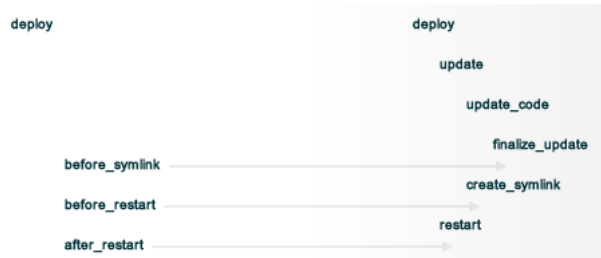 deploy deploy
update
update_code
finalize_update
before_symlink
create_symlink
before_restart
restart
after_restart